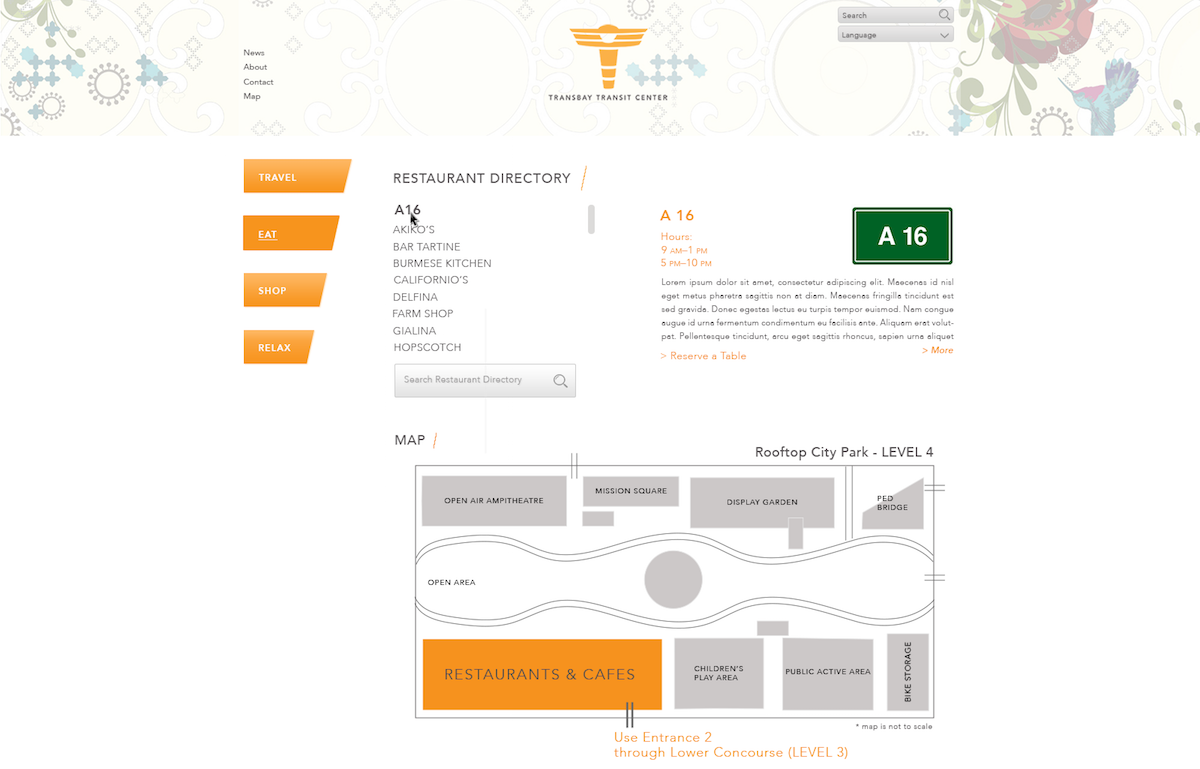 Search
Language
News
About
Contact
Map
TRANSBAY TRANSIT CENTER
TRAVEL
EAT
SHOP
RELAX
RESTAURANT DIRECTORY
A16
AKIKO'S
BAR TARTINE
BURMESE KITCHEN
CALIFORNIO'S
DELFINA
FARM SHOP
GIALINA
HOPSCOTCH
Search Restaurant Directory
A 16
Hours:
9 AM–1 PM
5 PM–10 PM
A 16
Lorem ipsum dolor sit amet, consectetur adipiscing elit. Maecenas id nisl
eget metus pharetra sagittis non at diam. Maecenas fringilla tincidunt est
sed gravida. Donec egestas lectus eu turpis tempor euismod. Nam congue
augue id urna fermentum condimentum eu facilisis ante. Aliquam erat volut-
pat. Pellentesque tincidunt, arcu eget sagittis rhoncus, sapien urna aliquet
> More
> Reserve a Table
MAP
Rooftop City Park - LEVEL 4
OPEN AIR AMPITHEATRE
MISSION SQUARE
DISPLAY GARDEN
PED
BRIDGE
OPEN AREA
RESTAURANTS & CAFES
CHILDREN'S
PLAY AREA
PUBLIC ACTIVE AREA
BIKE STORAGE
* map is not to scale
Use Entrance 2
through Lower Concourse (LEVEL 3)